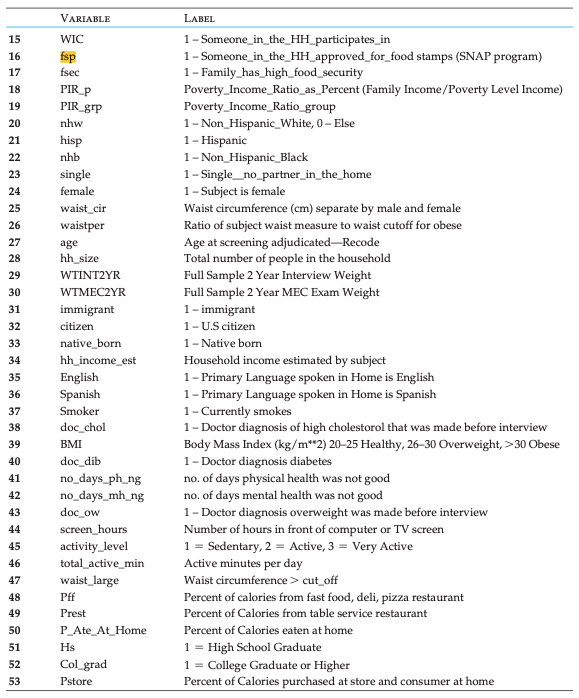 VARIABLE LABEL
15 WIC 1 – Someone_in_the_HH_participates_in
16 fsp 1 – Someone_in_the_HH_approved_for_food stamps (SNAP program)
17 fsec 1 – Family_has_high_food_security
18 PIR_p Poverty_Income_Ratio_as_Percent (Family Income/Poverty Level Income)
19 PIR_grp Poverty_Income_Ratio_group
20 nhw 1 – Non_Hispanic_White, 0 – Else
21 hisp 1 – Hispanic
22 nhb 1 – Non_Hispanic_Black
23 single 1 – Single__no_partner_in_the_home
24 female 1 – Subject is female
25 waist_cir Waist circumference (cm) separate by male and female
26 waistper Ratio of subject waist measure to waist cutoff for obese
27 age Age at screening adjudicated—Recode
28 hh_size Total number of people in the household
29 WTINT2YR Full Sample 2 Year Interview Weight
30 WTMEC2YR Full Sample 2 Year MEC Exam Weight
31 immigrant 1 – immigrant
32 citizen 1 – U.S citizen
33 native_born 1 – Native born
34 hh_income_est Household income estimated by subject
35 English 1 – Primary Language spoken in Home is English
36 Spanish 1 – Primary Language spoken in Home is Spanish
37 Smoker 1 – Currently smokes
38 doc_chol 1 – Doctor diagnosis of high cholestorol that was made before interview
39 BMI Body Mass Index (kg/m**2) 20–25 Healthy, 26–30 Overweight, >30 Obese
40 doc_dib 1 – Doctor diagnosis diabetes
41 no_days_ph_ng no. of days physical health was not good
42 no_days_mh_ng no. of days mental health was not good
43 doc_ow 1 – Doctor diagnosis overweight was made before interview
44 screen_hours Number of hours in front of computer or TV screen
45 activity_level 1 = Sedentary, 2 = Active, 3 = Very Active
46 total_active_min Active minutes per day
47 waist_large Waist circumference > cut_off
48 Pff Percent of calories from fast food, deli, pizza restaurant
49 Prest Percent of Calories from table service restaurant
50 P_Ate_At_Home Percent of Calories eaten at home
51 Hs 1 = High School Graduate
52 Col_grad 1 = College Graduate or Higher
53 Pstore Percent of Calories purchased at store and consumer at home